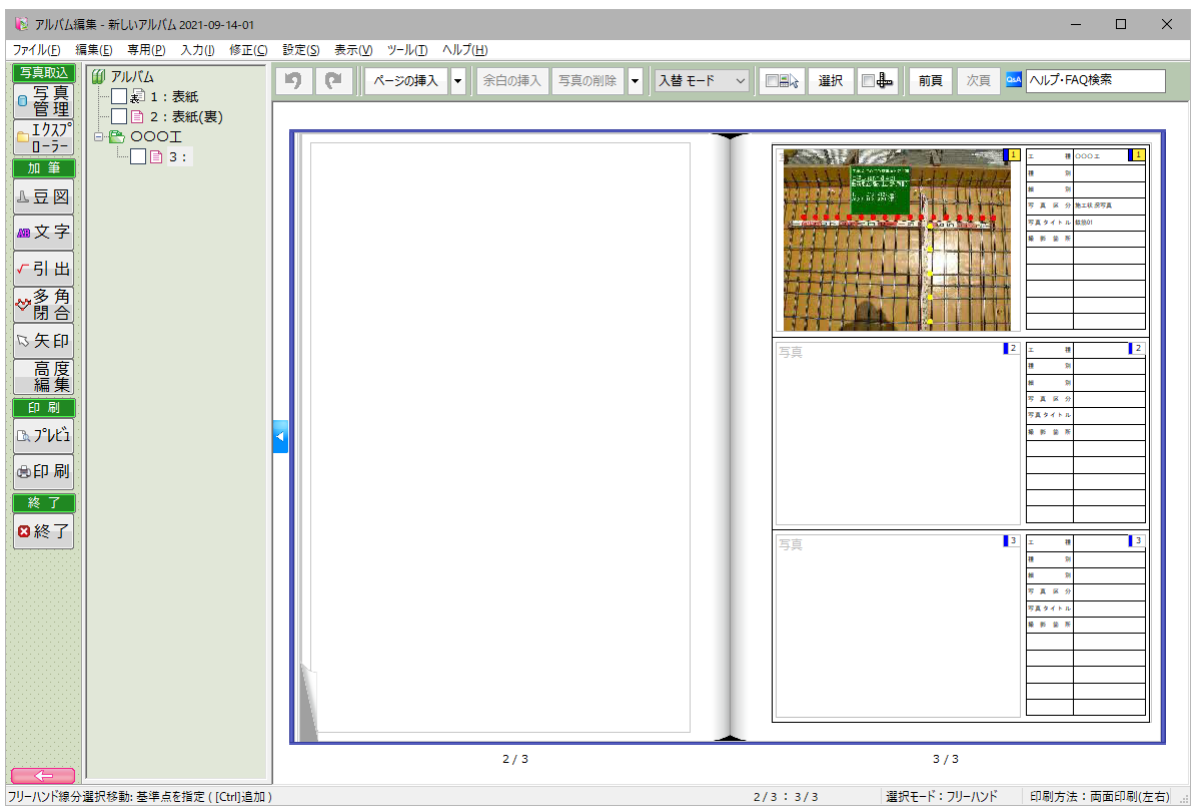 アルバム編集 - 新しいアルバム 2021-09-14-01
ファイル(F) 編集(E) 専用(P) 入力(I) 修正(C) 設定(S) 表示(V) ツール(T) ヘルプ(H)
写真取込
写真管理
エクスプローラー
加 筆
豆図
文字
引出
多角閉合
矢印
高度編集
印 刷
プレビュ
印刷
終 了
終了
アルバム
表 1：表紙
2：表紙(裏)
〇〇〇工
3：
ページの挿入 余白の挿入 写真の削除 入替 モード 選択 前頁 次頁 Q&A ヘルプ・FAQ検索
1 工 種 〇〇〇工 1
種 別
細 別
写 真 区 分 施工状況写真
写真タイトル
撮 影 箇 所
写真 2 工 種 2
種 別
細 別
写 真 区 分
写真タイトル
撮 影 箇 所
写真 3 工 種 3
種 別
細 別
写 真 区 分
写真タイトル
撮 影 箇 所
2 / 3 3 / 3
フリーハンド線分選択移動: 基準点を指定 ( [Ctrl]追加 ) 2/3：3/3 選択モード：フリーハンド 印刷方法：両面印刷(左右)